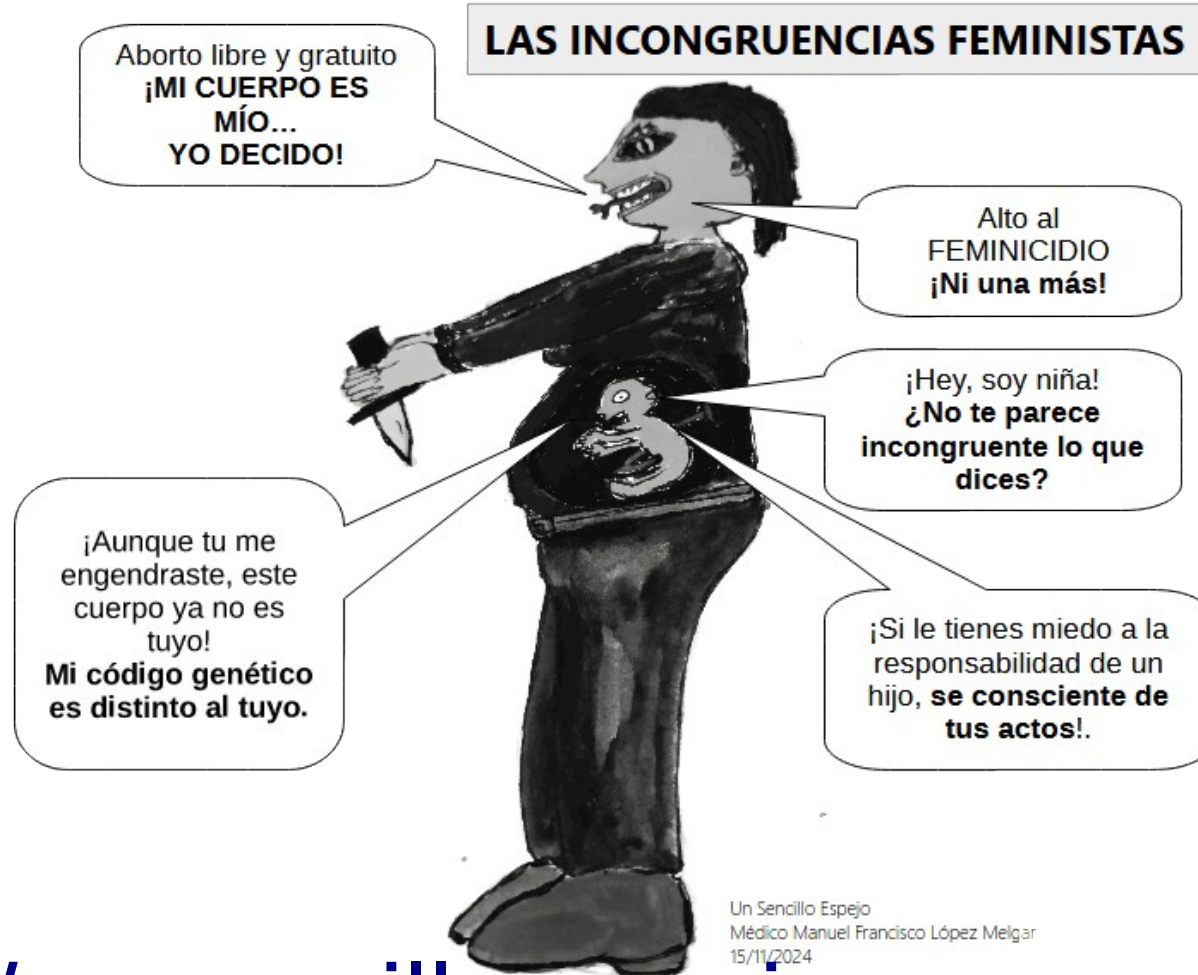 LAS INCONGRUENCIAS FEMINISTAS
Aborto libre y gratuito
¡MI CUERPO ES
MÍO...
YO DECIDO!
Alto al
FEMINICIDIO
¡Ni una más!
¡Hey, soy niña!
¿No te parece
incongruente lo que
dices?
¡Aunque tu me
engendraste, este
cuerpo ya no es
tuyo!
Mi código genético
es distinto al tuyo.
¡Si le tienes miedo a la
responsabilidad de un
hijo, se consciente de
tus actos!.
Un Sencillo Espejo
Médico Manuel Francisco López Melgar
15/11/2024